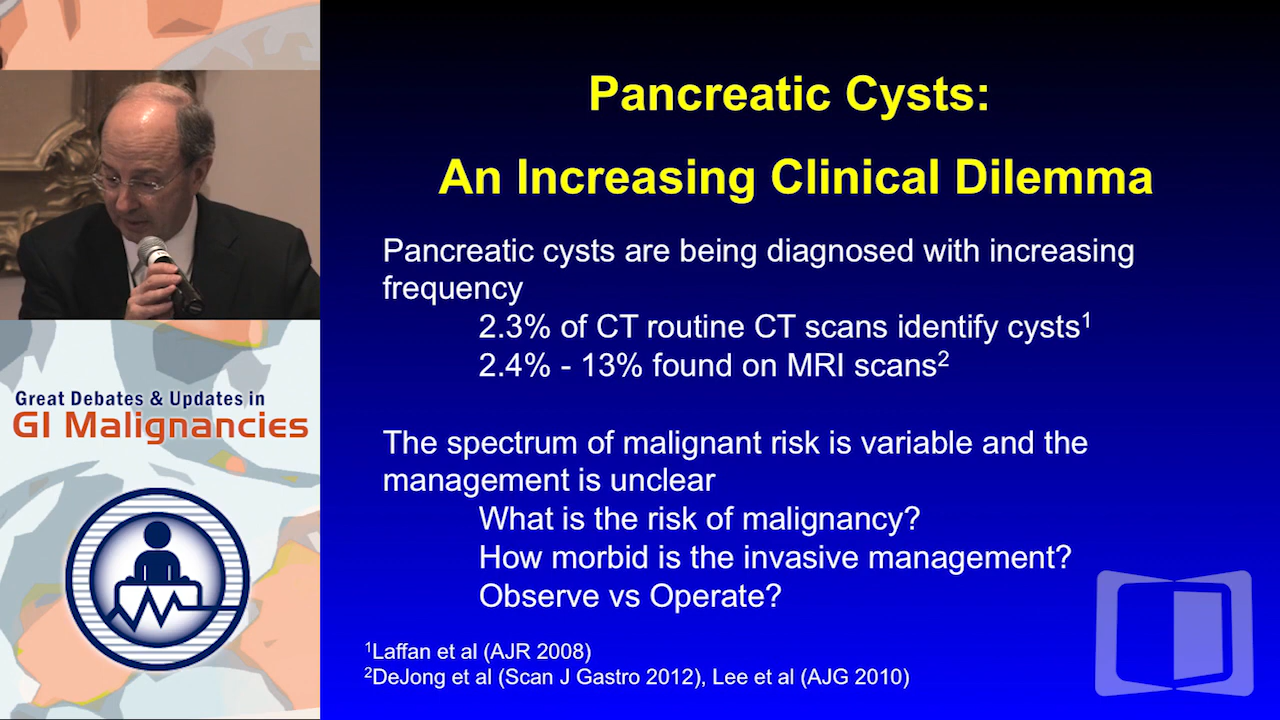 Pancreatic Cysts:
An Increasing Clinical Dilemma
Pancreatic cysts are being diagnosed with increasing
frequency
2.3% of CT routine CT scans identify cysts¹
2.4% - 13% found on MRI scans²
The spectrum of malignant risk is variable and the
management is unclear
What is the risk of malignancy?
How morbid is the invasive management?
Observe vs Operate?
¹Laffan et al (AJR 2008)
²DeJong et al (Scan J Gastro 2012), Lee et al (AJG 2010)
Great Debates & Updates in
GI Malignancies